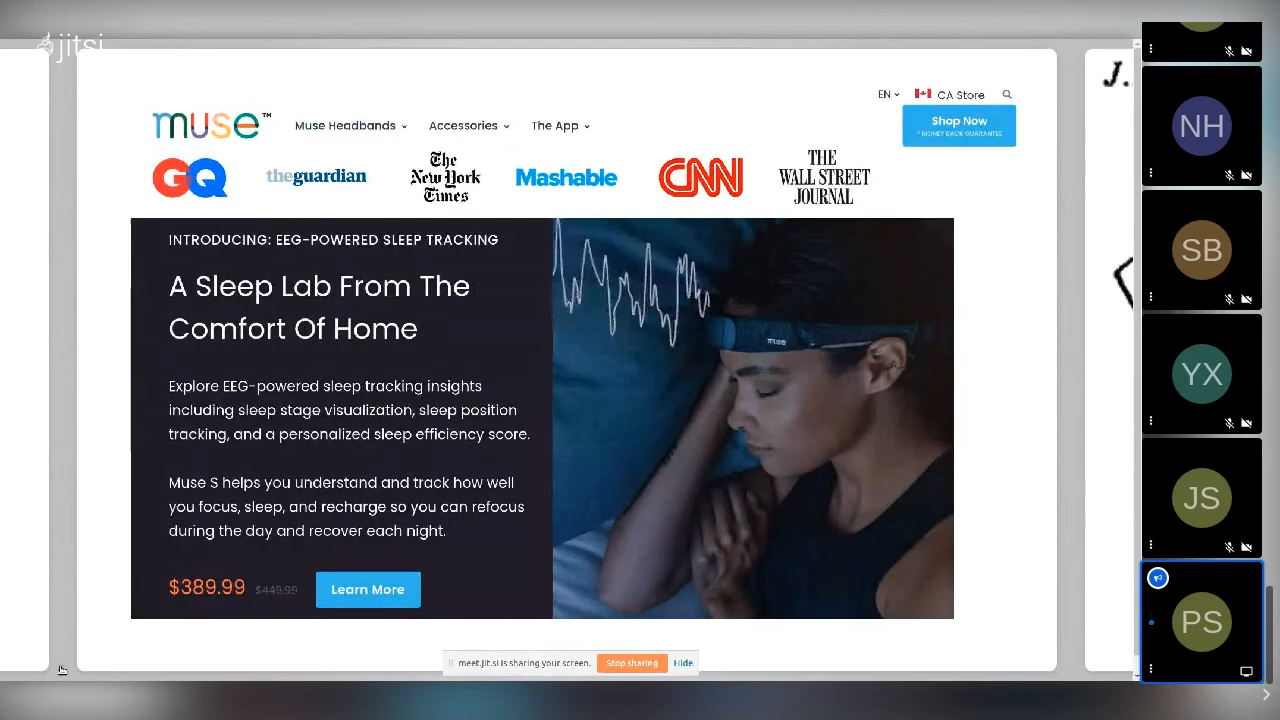 jitsi
EN
CA Store
muse™
Muse Headbands
Accessories
The App
Shop Now
* MONEY BACK GUARANTEE
GQ
theguardian
The
New York
Times
Mashable
CNN
THE
WALL STREET
JOURNAL
INTRODUCING: EEG-POWERED SLEEP TRACKING
A Sleep Lab From The
Comfort Of Home
Explore EEG-powered sleep tracking insights
including sleep stage visualization, sleep position
tracking, and a personalized sleep efficiency score.
Muse S helps you understand and track how well
you focus, sleep, and recharge so you can refocus
during the day and recover each night.
$389.99 $449.99 Learn More
muse
meet.jit.si is sharing your screen. Stop sharing Hide
J.
NH
SB
YX
JS
PS